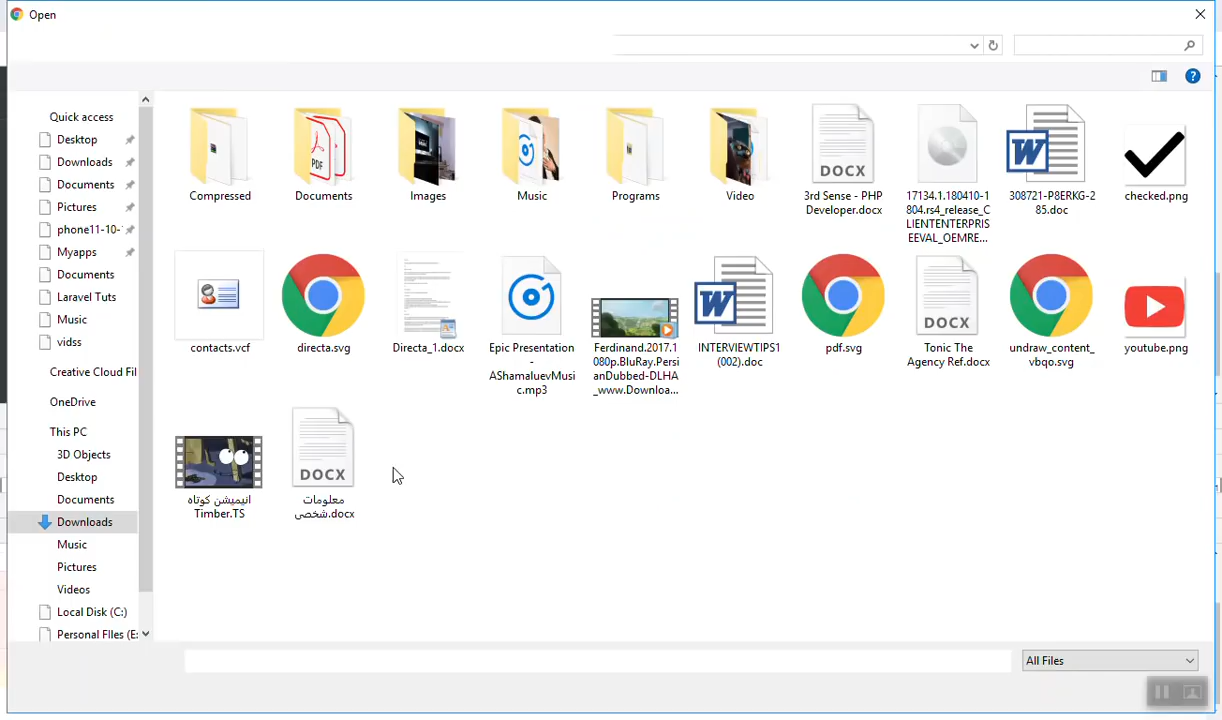 Open
Quick access
Desktop
Downloads
Documents
Pictures
phone11-10-
Myapps
Documents
Laravel Tuts
Music
vidss
Creative Cloud Fil
OneDrive
This PC
3D Objects
Desktop
Documents
Downloads
Music
Pictures
Videos
Local Disk (C:)
Personal FIles (E:
Compressed
PDF
Documents
Images
Music
Programs
Video
DOCX
3rd Sense - PHP
Developer.docx
17134.1.180410-1
804.rs4_release_C
LIENTENTERPRIS
EEVAL_OEMRE...
W
308721-P8ERKG-2
85.doc
checked.png
contacts.vcf
directa.svg
Directa_1.docx
Epic Presentation
-
AShamaluevMusi
c.mp3
Ferdinand.2017.1
080p.BluRay.Persi
anDubbed-DLHA
_www.Downloa...
W
INTERVIEWTIPS1
(002).doc
pdf.svg
DOCX
Tonic The
Agency Ref.docx
undraw_content_
vbqo.svg
youtube.png
انیمیشن کوتاه
Timber.TS
DOCX
معلومات
شخصی.docx
All Files